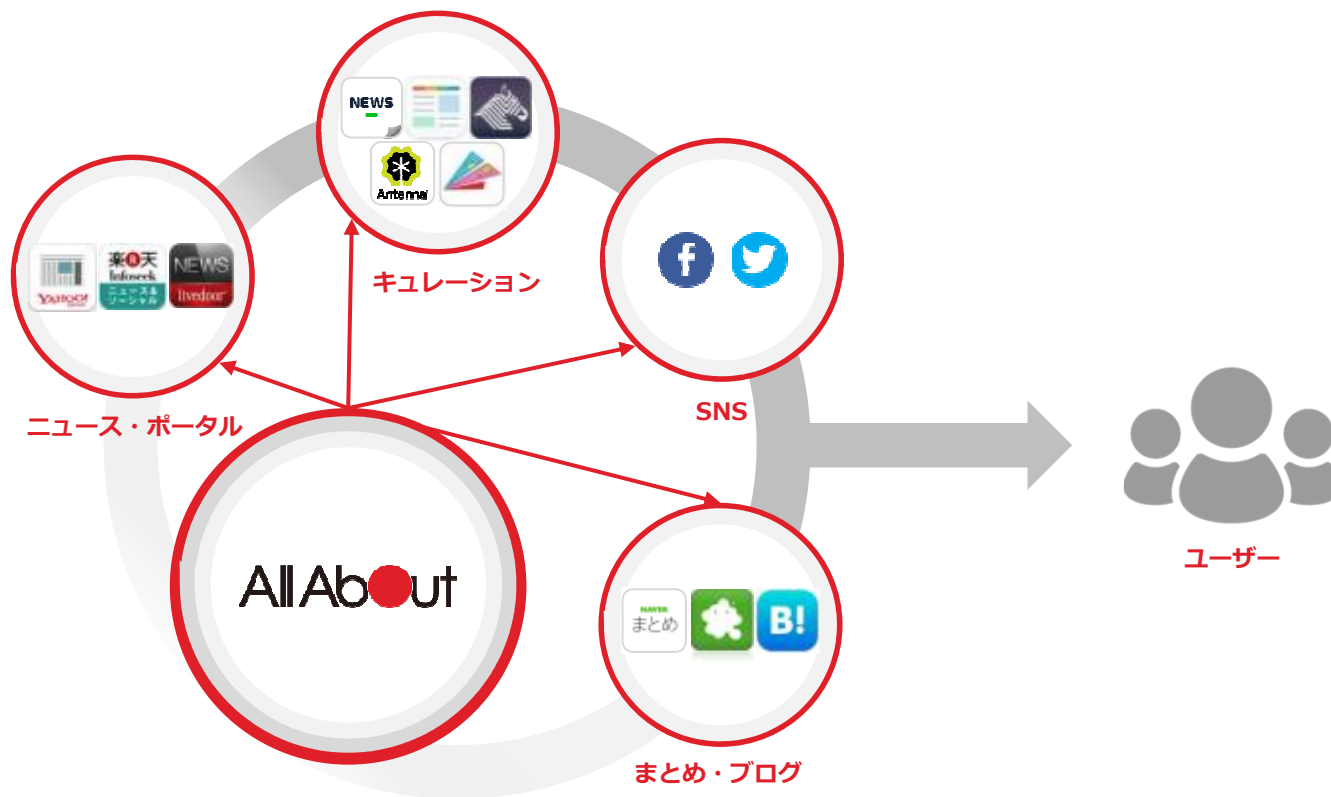 NEWS
Antenna
YAHOO!
楽天
Infoseek
ニュース&
ソーシャル
NEWS
livedoor
キュレーション
f
SNS
ニュース・ポータル
All About
NAVER
まとめ
B!
まとめ・ブログ
ユーザー